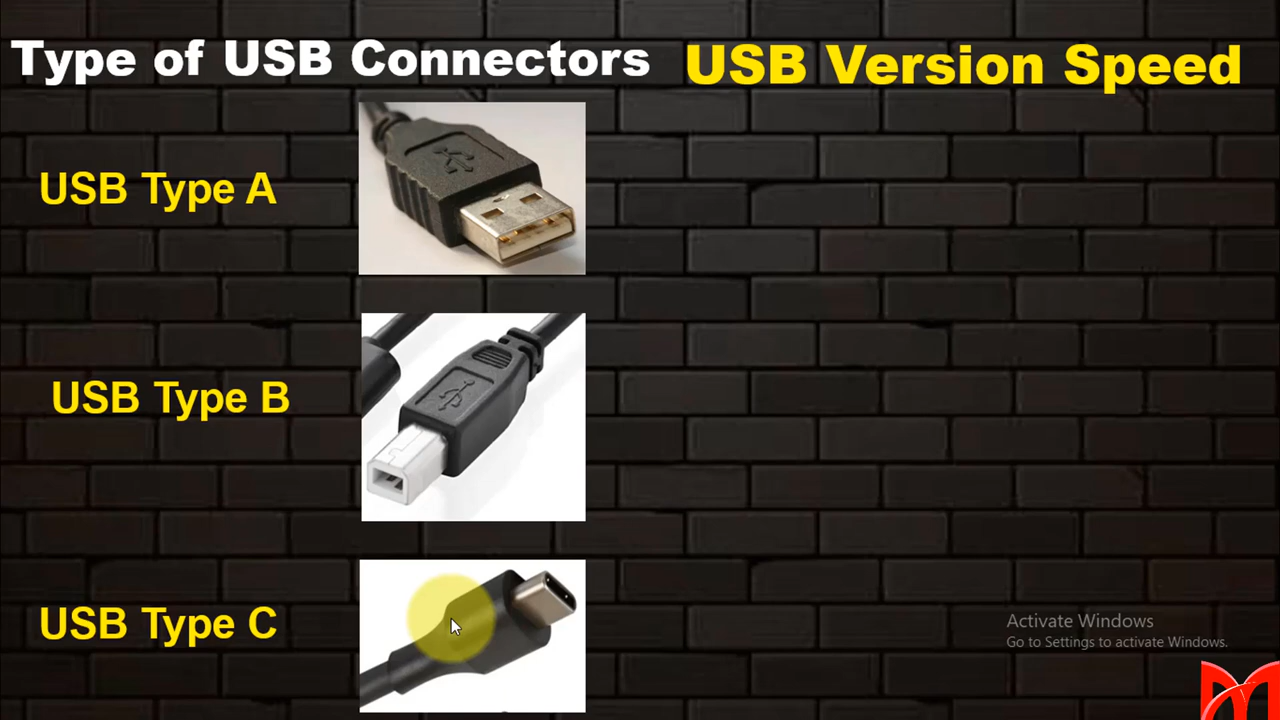 Type of USB Connectors
USB Version Speed
USB Type A
USB Type B
USB Type C
Activate Windows
Go to Settings to activate Windows.